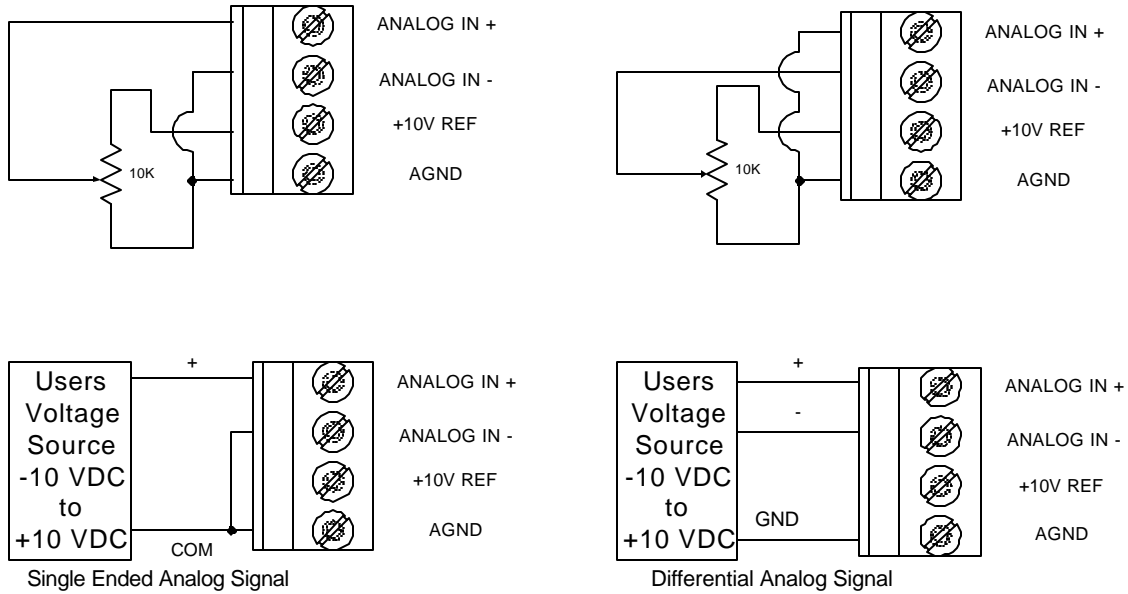 ANALOG IN +
ANALOG IN -
+10V REF
AGND
10K
ANALOG IN +
ANALOG IN -
+10V REF
AGND
10K
Users
Voltage
Source
-10 VDC
to
+10 VDC
+
COM
ANALOG IN +
ANALOG IN -
+10V REF
AGND
Single Ended Analog Signal
Users
Voltage
Source
-10 VDC
to
+10 VDC
+
-
GND
ANALOG IN +
ANALOG IN -
+10V REF
AGND
Differential Analog Signal